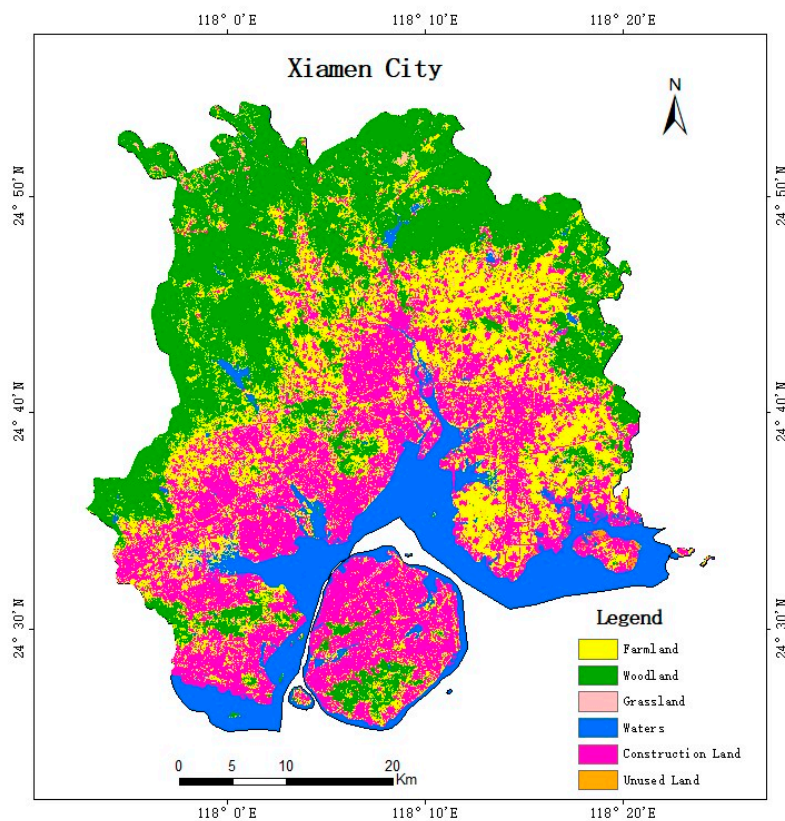 118° 0'E 118° 10'E 118° 20'E
Xiamen City
N
24° 50'N 24° 50'N
24° 40'N 24° 40'N
24° 30'N 24° 30'N
Legend
Farmland
Woodland
Grassland
Waters
Construction Land
Unused Land
0 5 10 20
Km
118° 0'E 118° 10'E 118° 20'E